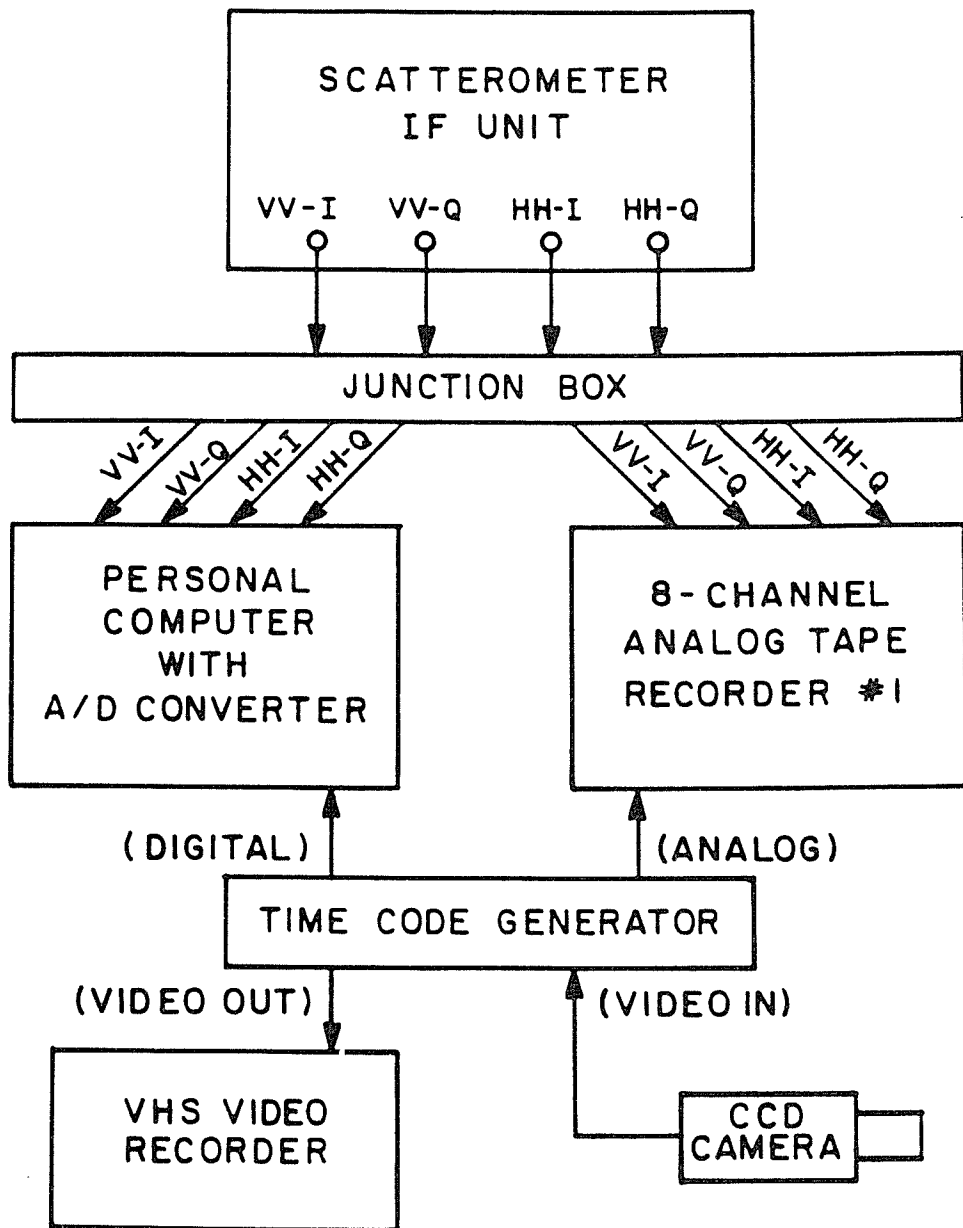 SCATTEROMETER
IF UNIT
VV-I VV-Q HH-I HH-Q
JUNCTION BOX
VV-I VV-Q HH-I HH-Q
VV-I VV-Q HH-I HH-Q
PERSONAL
COMPUTER
WITH
A/D CONVERTER
8-CHANNEL
ANALOG TAPE
RECORDER #1
(DIGITAL)
(ANALOG)
TIME CODE GENERATOR
(VIDEO OUT)
(VIDEO IN)
VHS VIDEO
RECORDER
CCD
CAMERA